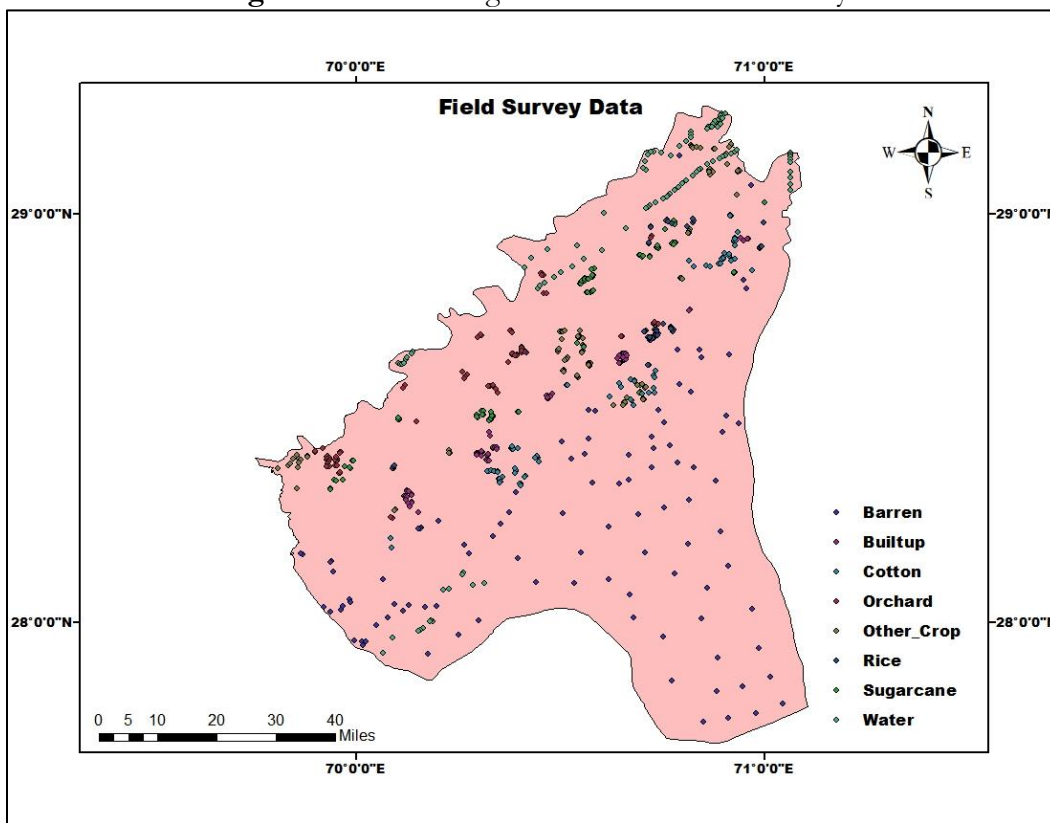 70°0'0"E 71°0'0"E
Field Survey Data
N
W E
S
29°0'0"N 29°0'0"N
Barren
Builtup
Cotton
Orchard
Other_Crop
Rice
Sugarcane
Water
28°0'0"N 28°0'0"N
0 5 10 20 30 40
Miles
70°0'0"E 71°0'0"E